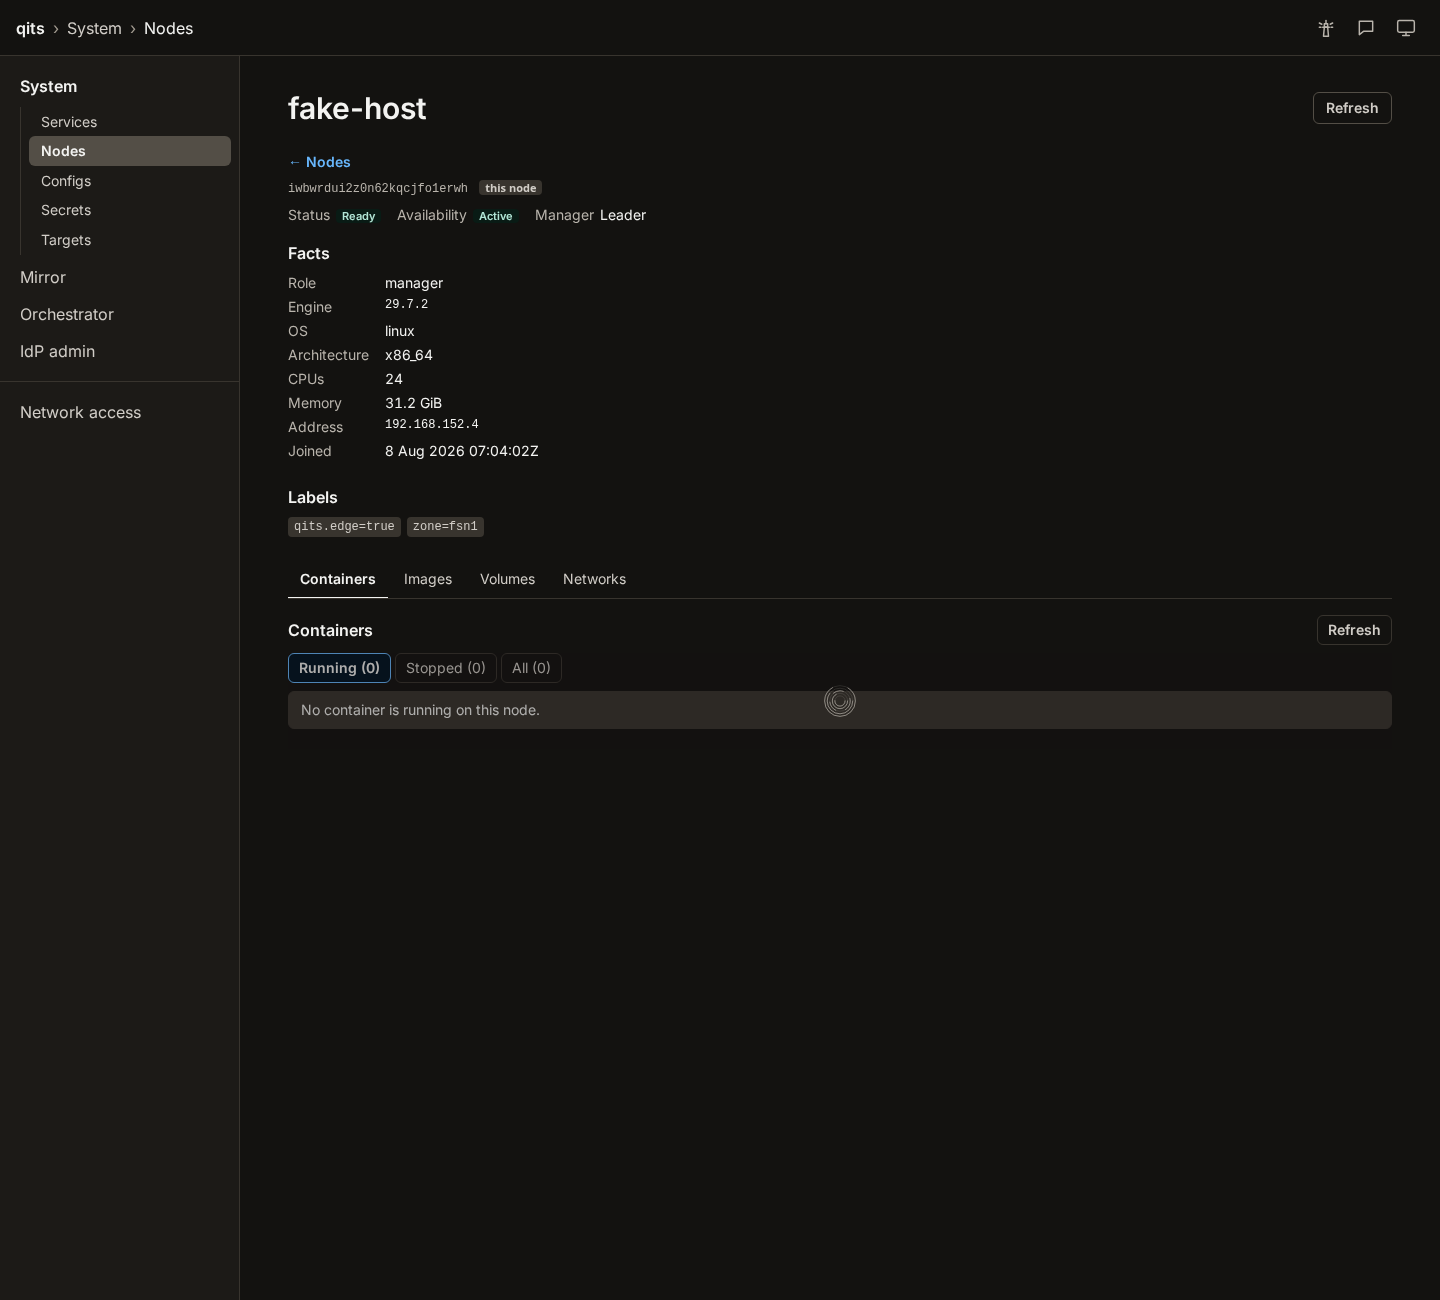 qits › System › Nodes
System
Services
Nodes
Configs
Secrets
Targets
Mirror
Orchestrator
IdP admin
Network access
fake-host
Refresh
← Nodes
iwbwrdui2z0n62kqcjfo1erwh this node
Status Ready Availability Active Manager Leader
Facts
Role manager
Engine 29.7.2
OS linux
Architecture x86_64
CPUs 24
Memory 31.2 GiB
Address 192.168.152.4
Joined 8 Aug 2026 07:04:02Z
Labels
qits.edge=true zone=fsn1
Containers Images Volumes Networks
Containers
Refresh
Running (0) Stopped (0) All (0)
No container is running on this node.